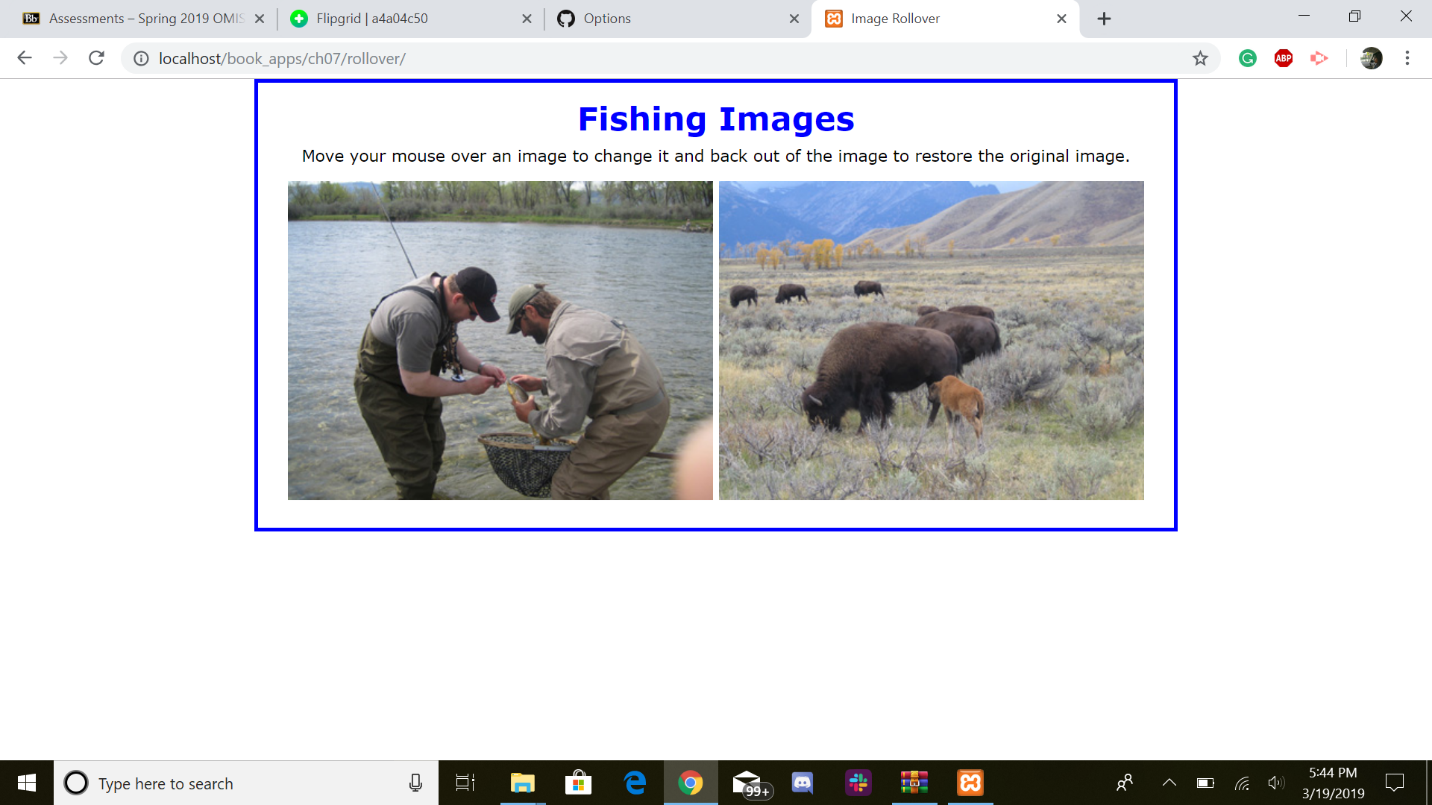 Bb Assessments – Spring 2019 OMIS
Flipgrid | a4a04c50
Options
Image Rollover
localhost/book_apps/ch07/rollover/
G
ABP
Fishing Images
Move your mouse over an image to change it and back out of the image to restore the original image.
Type here to search
99+
5:44 PM
3/19/2019